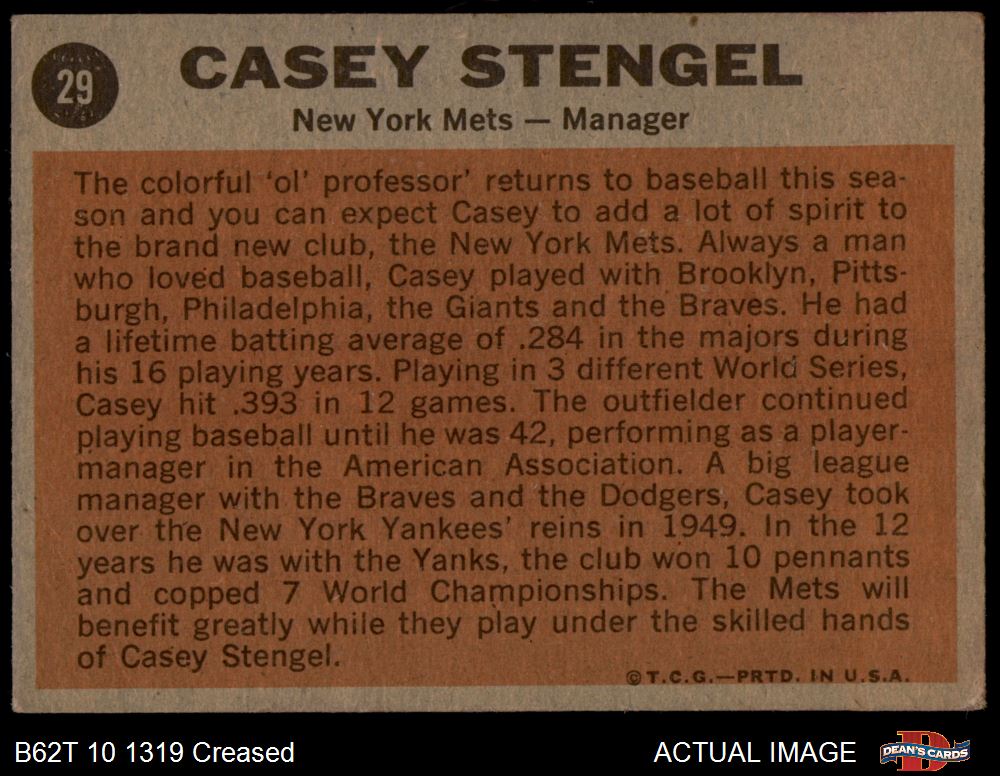 29
CASEY STENGEL
New York Mets — Manager
The colorful ‘ol’ professor’ returns to baseball this sea-
son and you can expect Casey to add a lot of spirit to
the brand new club, the New York Mets. Always a man
who loved baseball, Casey played with Brooklyn, Pitts-
burgh, Philadelphia, the Giants and the Braves. He had
a lifetime batting average of .284 in the majors during
his 16 playing years. Playing in 3 different World Series,
Casey hit .393 in 12 games. The outfielder continued
playing baseball until he was 42, performing as a player-
manager in the American Association. A big league
manager with the Braves and the Dodgers, Casey took
over the New York Yankees’ reins in 1949. In the 12
years he was with the Yanks, the club won 10 pennants
and copped 7 World Championships. The Mets will
benefit greatly while they play under the skilled hands
of Casey Stengel.
©T.C.G.—PRTD. IN U.S.A.
B62T 10 1319 Creased
ACTUAL IMAGE
D
DEAN'S CARDS